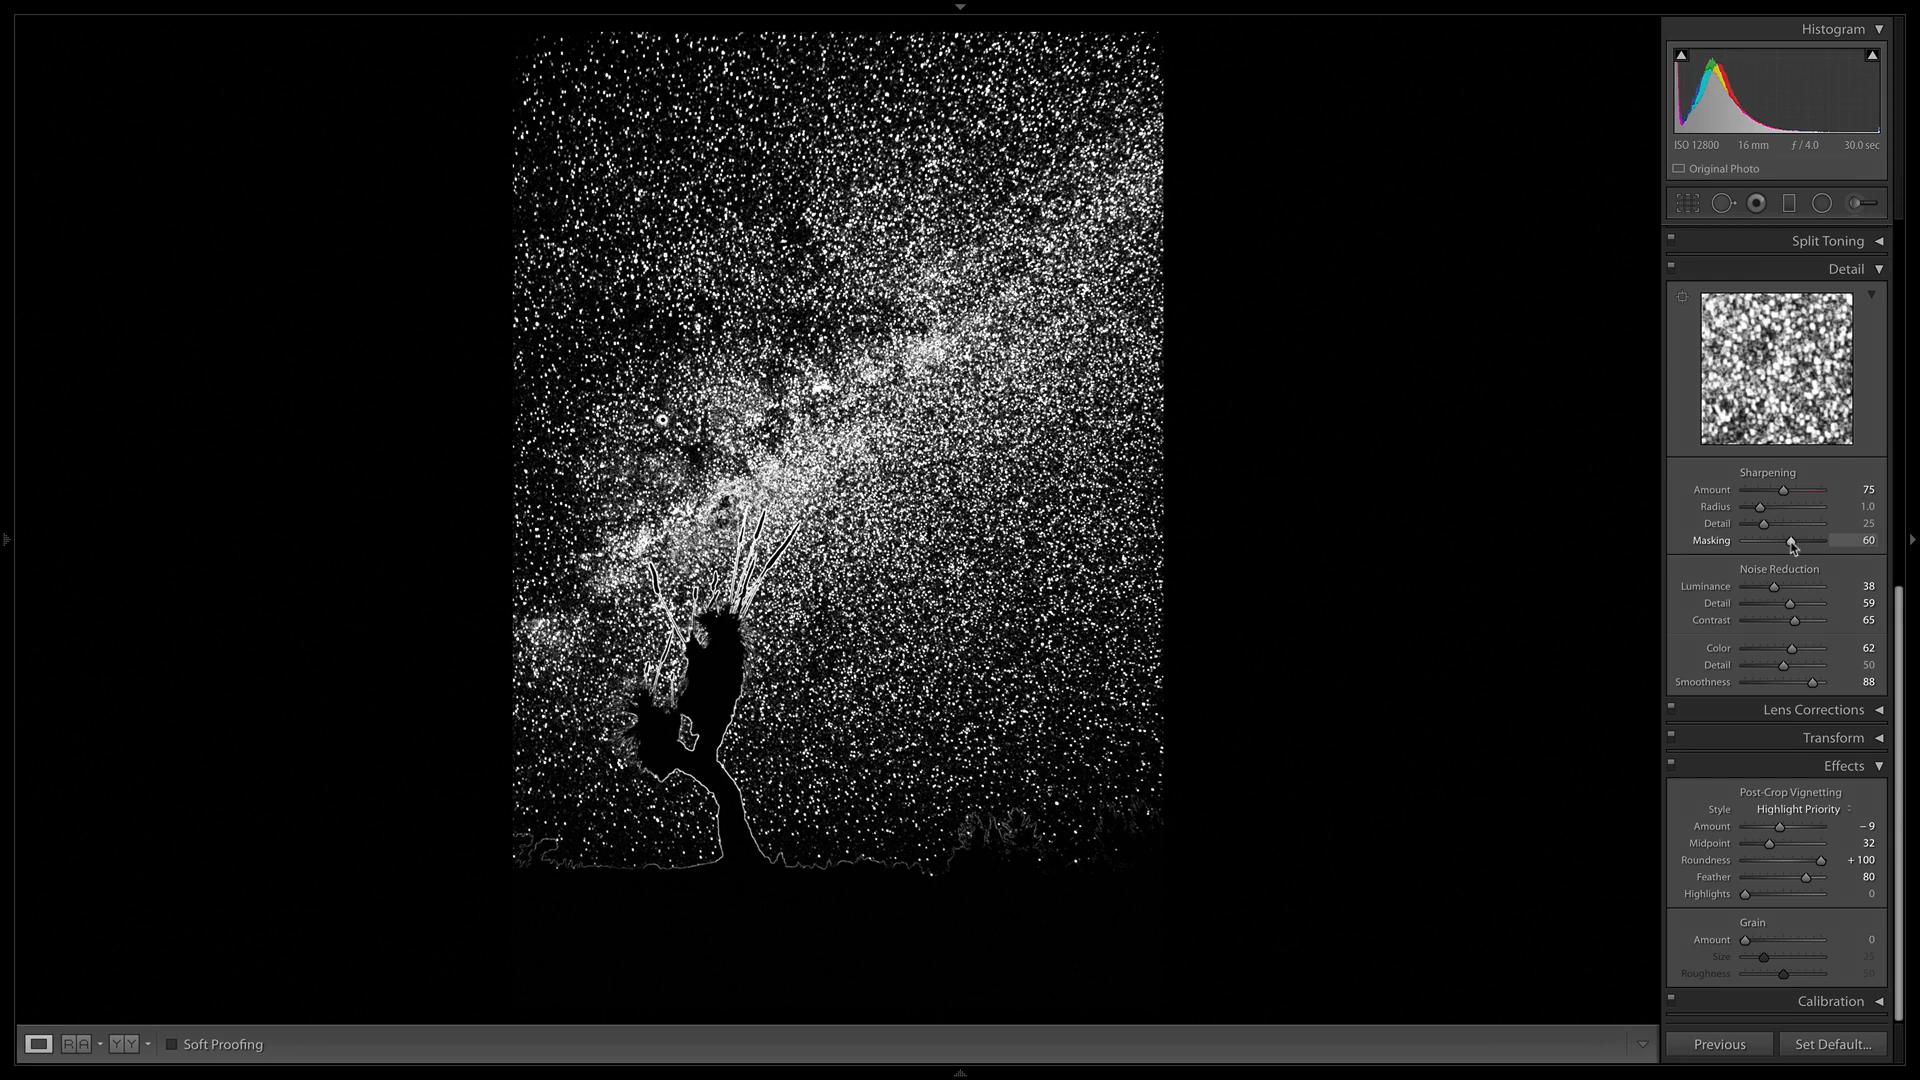 Histogram
ISO 12800 16 mm ƒ / 4.0 30.0 sec
Original Photo
Split Toning
Detail
Sharpening
Amount 75
Radius 1.0
Detail 25
Masking 60
Noise Reduction
Luminance 38
Detail 59
Contrast 65
Color 62
Detail 50
Smoothness 88
Lens Corrections
Transform
Effects
Post-Crop Vignetting
Style Highlight Priority
Amount – 9
Midpoint 32
Roundness + 100
Feather 80
Highlights 0
Grain
Amount 0
Size 25
Roughness 50
Calibration
R A Y Y Soft Proofing Previous Set Default...